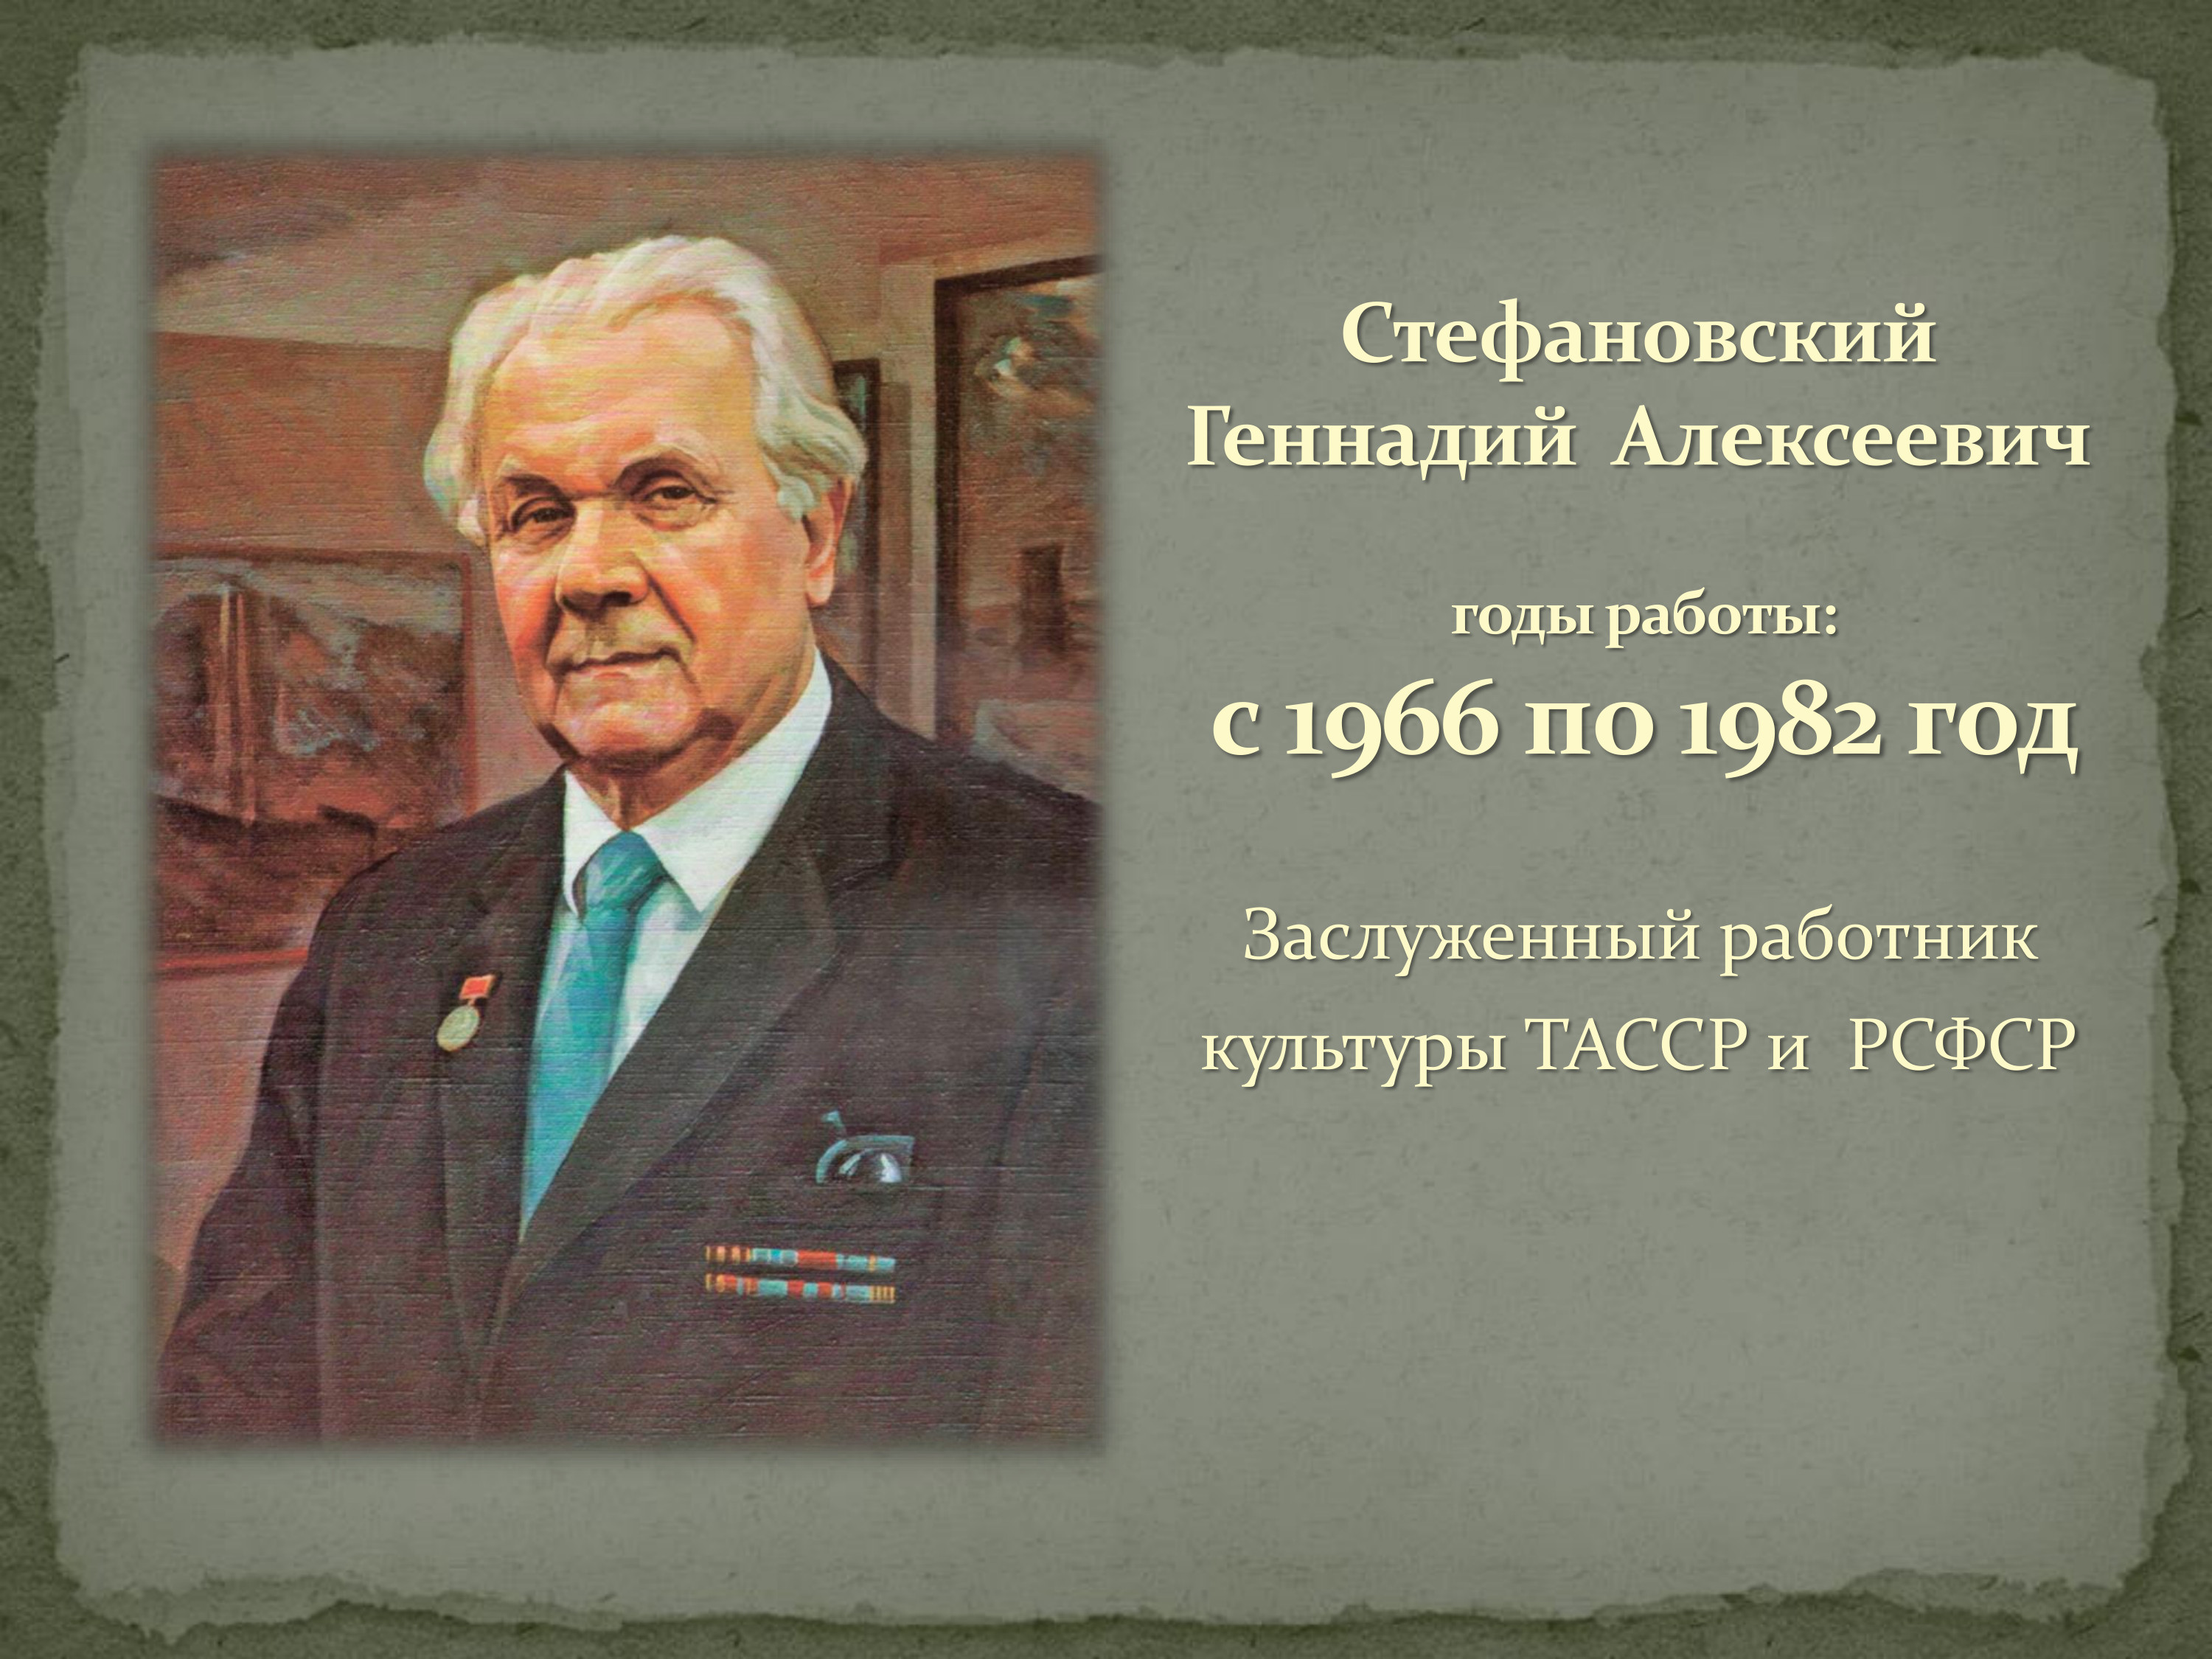 Стефановский
Геннадий Алексеевич
годы работы:
с 1966 по 1982 год
Заслуженный работник
культуры ТАССР и РСФСР